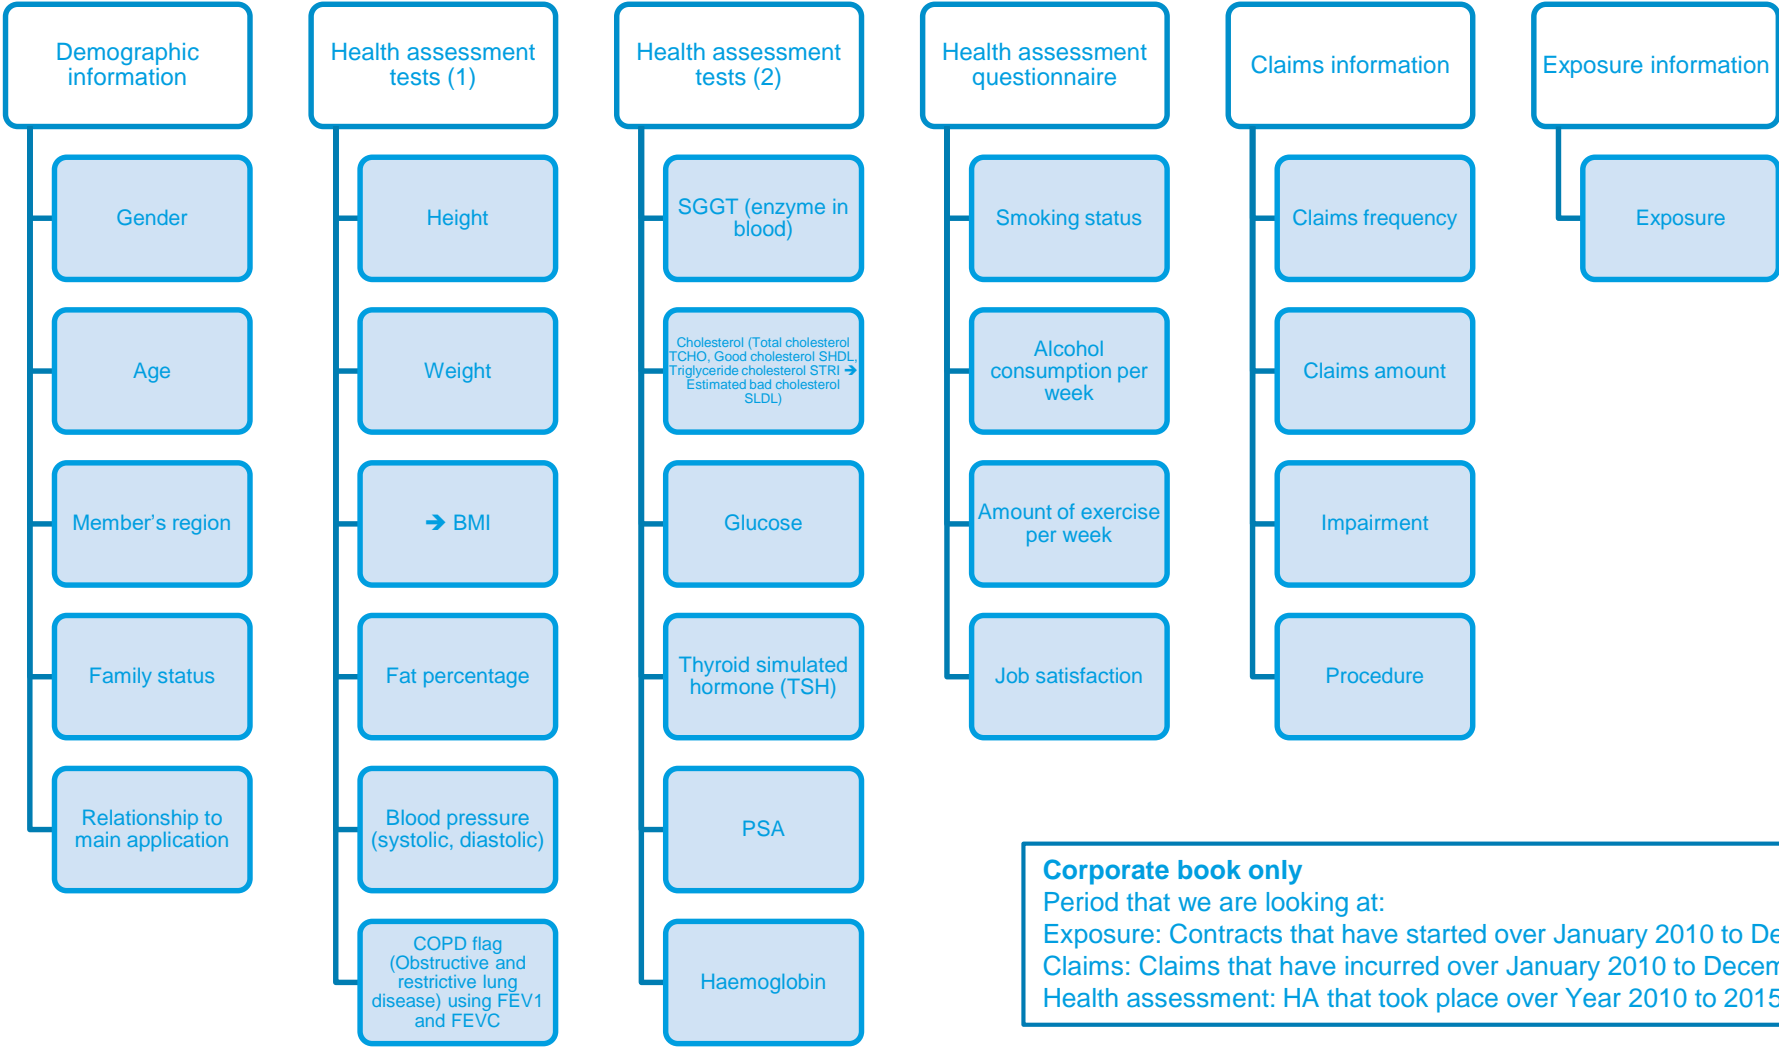 Demographic
information
Gender
Age
Member's region
Family status
Relationship to
main application
Health assessment
tests (1)
Height
Weight
➔ BMI
Fat percentage
Blood pressure
(systolic, diastolic)
COPD flag
(Obstructive and
restrictive lung
disease) using FEV1
and FEVC
Health assessment
tests (2)
SGGT (enzyme in
blood)
Cholesterol (Total cholesterol
TCHO, Good cholesterol SHDL,
Triglyceride cholesterol STRI ➔
Estimated bad cholesterol
SLDL)
Glucose
Thyroid simulated
hormone (TSH)
PSA
Haemoglobin
Health assessment
questionnaire
Smoking status
Alcohol
consumption per
week
Amount of exercise
per week
Job satisfaction
Claims information
Claims frequency
Claims amount
Impairment
Procedure
Exposure information
Exposure
Corporate book only
Period that we are looking at:
Exposure: Contracts that have started over January 2010 to De
Claims: Claims that have incurred over January 2010 to Decem
Health assessment: HA that took place over Year 2010 to 2015